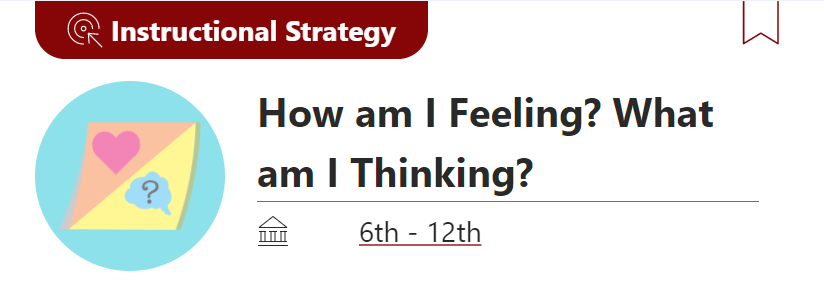 Instructional Strategy
How am I Feeling? What
am I Thinking?
?
6th - 12th